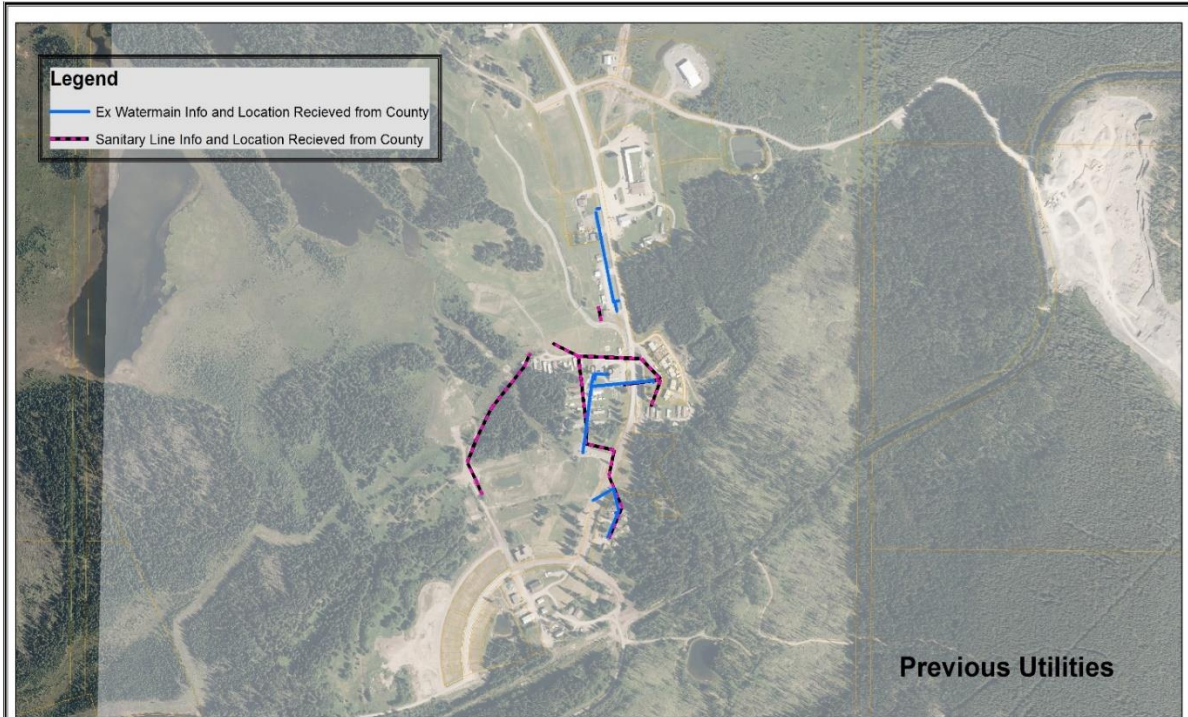 Legend
Ex Watermain Info and Location Recieved from County
Sanitary Line Info and Location Recieved from County
Previous Utilities